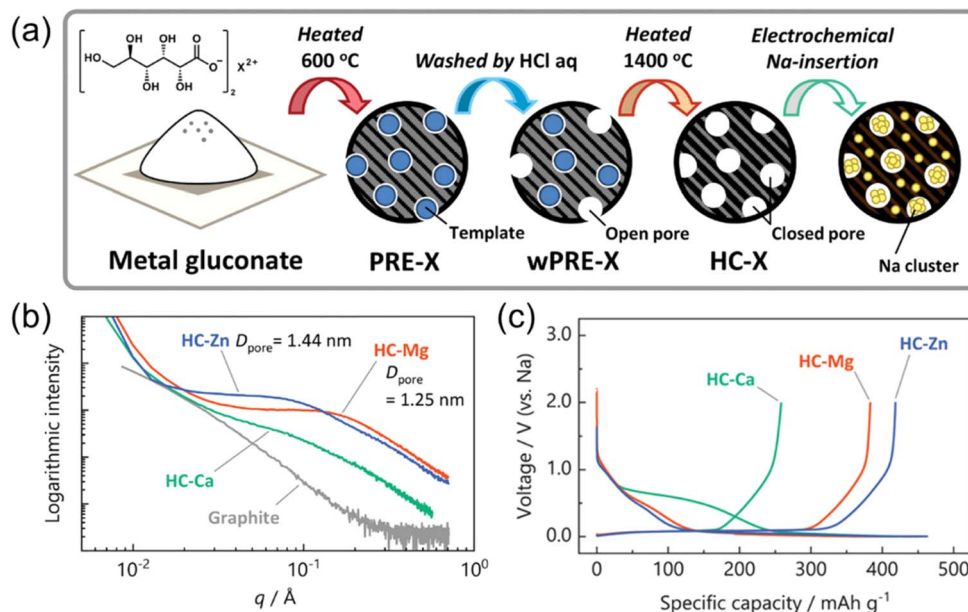 (a)
OH
OH
O
HO
O⁻
X²⁺
OH
OH
OH
2
Heated
600 °C
Washed by HCl aq
Heated
1400 °C
Electrochemical
Na-insertion
Template
Open pore
Closed pore
Na cluster
Metal gluconate
PRE-X
wPRE-X
HC-X
(b)
Logarithmic intensity
HC-Zn D_pore = 1.44 nm
HC-Mg
D_pore
= 1.25 nm
HC-Ca
Graphite
10⁻²
10⁻¹
10⁰
q / Å
(c)
Voltage / V (vs. Na)
3.0
2.0
1.0
0.0
HC-Ca
HC-Mg
HC-Zn
0
100
200
300
400
500
Specific capacity / mAh g⁻¹